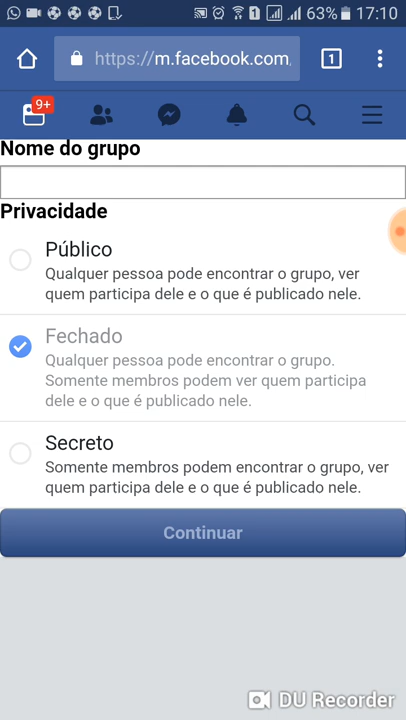 63% 17:10
https://m.facebook.com
1
9+
Nome do grupo
Privacidade
Público
Qualquer pessoa pode encontrar o grupo, ver
quem participa dele e o que é publicado nele.
Fechado
Qualquer pessoa pode encontrar o grupo.
Somente membros podem ver quem participa
dele e o que é publicado nele.
Secreto
Somente membros podem encontrar o grupo, ver
quem participa dele e o que é publicado nele.
Continuar
DU Recorder